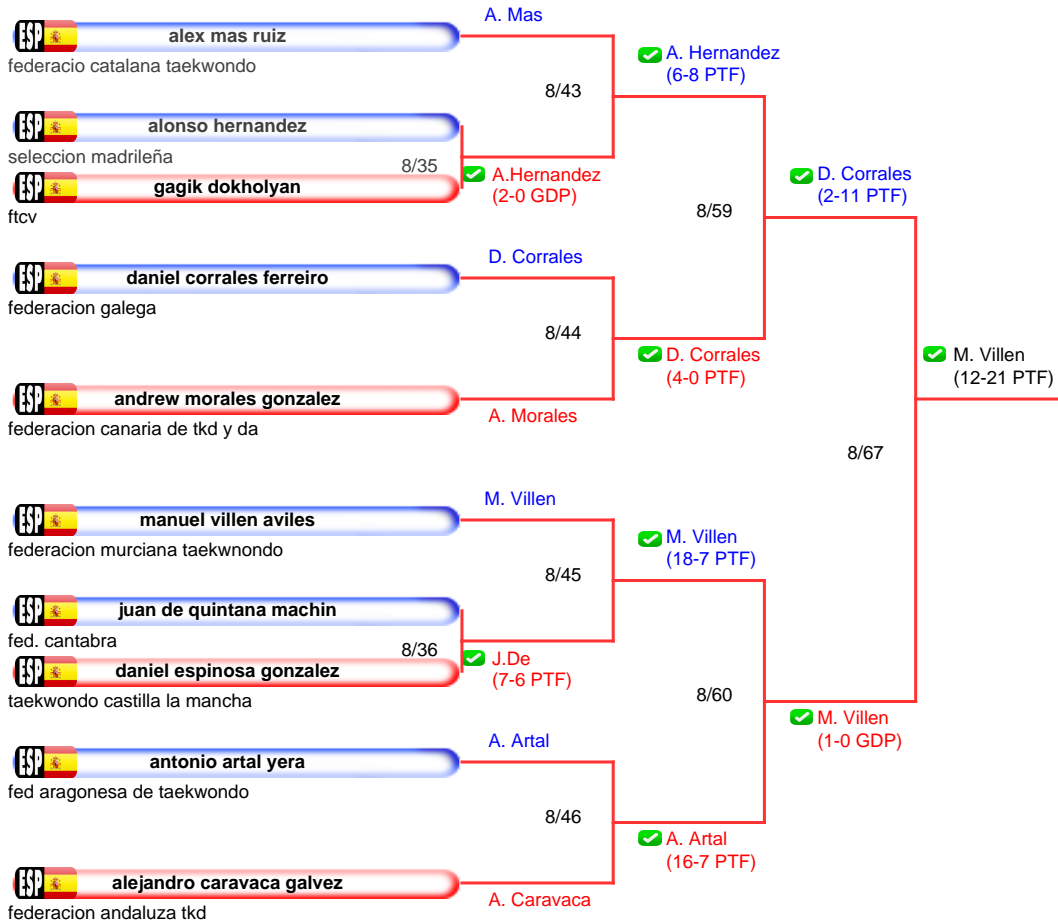 A. Mas
ESP alex mas ruiz
federacio catalana taekwondo
A. Hernandez
(6-8 PTF)
8/43
ESP alonso hernandez
seleccion madrileña
8/35
A.Hernandez
(2-0 GDP)
ESP gagik dokholyan
ftcv
D. Corrales
(2-11 PTF)
8/59
D. Corrales
ESP daniel corrales ferreiro
federacion galega
8/44
D. Corrales
(4-0 PTF)
ESP andrew morales gonzalez
A. Morales
federacion canaria de tkd y da
M. Villen
(12-21 PTF)
8/67
M. Villen
ESP manuel villen aviles
federacion murciana taekwnondo
M. Villen
(18-7 PTF)
8/45
ESP juan de quintana machin
fed. cantabra
8/36
J.De
(7-6 PTF)
ESP daniel espinosa gonzalez
taekwondo castilla la mancha
8/60
M. Villen
(1-0 GDP)
A. Artal
ESP antonio artal yera
fed aragonesa de taekwondo
8/46
A. Artal
(16-7 PTF)
ESP alejandro caravaca galvez
A. Caravaca
federacion andaluza tkd